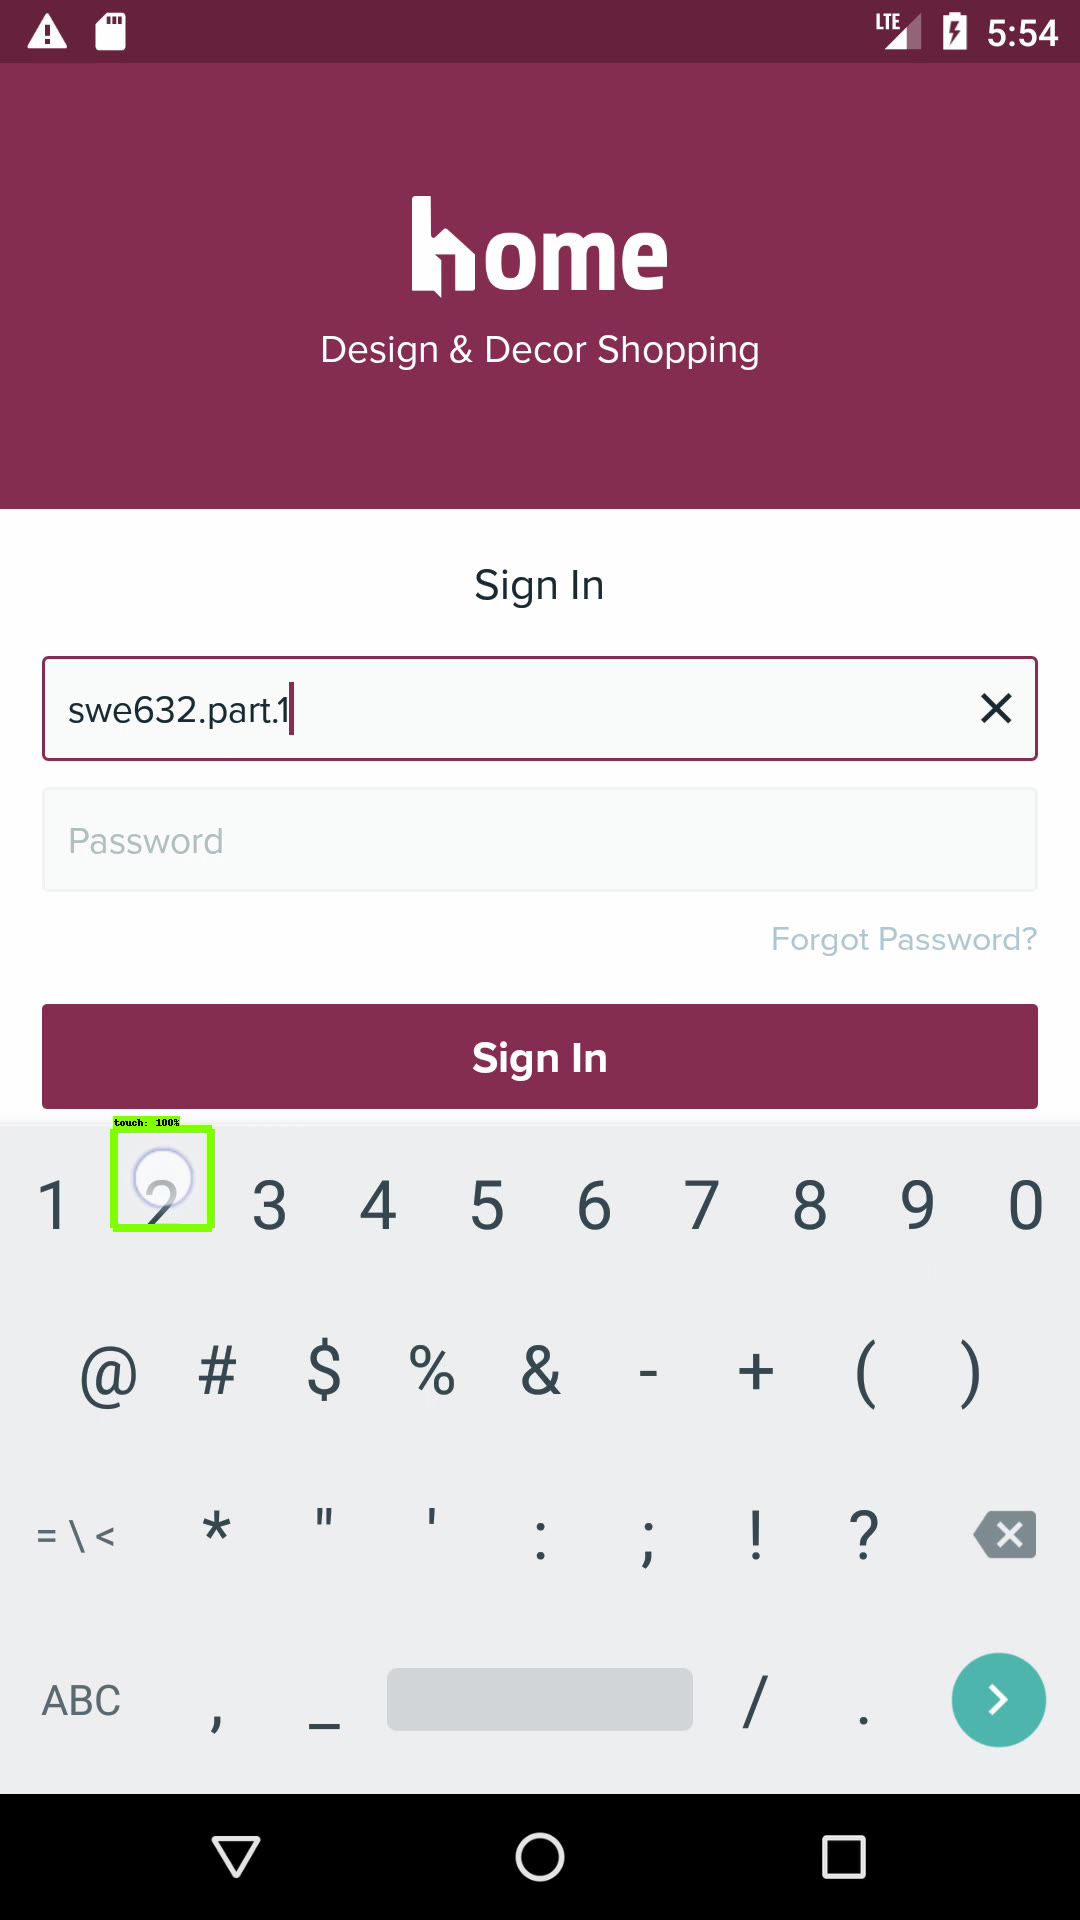 LTE 5:54
home
Design & Decor Shopping
Sign In
swe632.part.1
Password
Forgot Password?
Sign In
touch: 100%
1 2 3 4 5 6 7 8 9 0
@ # $ % & - + ( )
= \ < * " ' : ; ! ?
ABC , _ / .